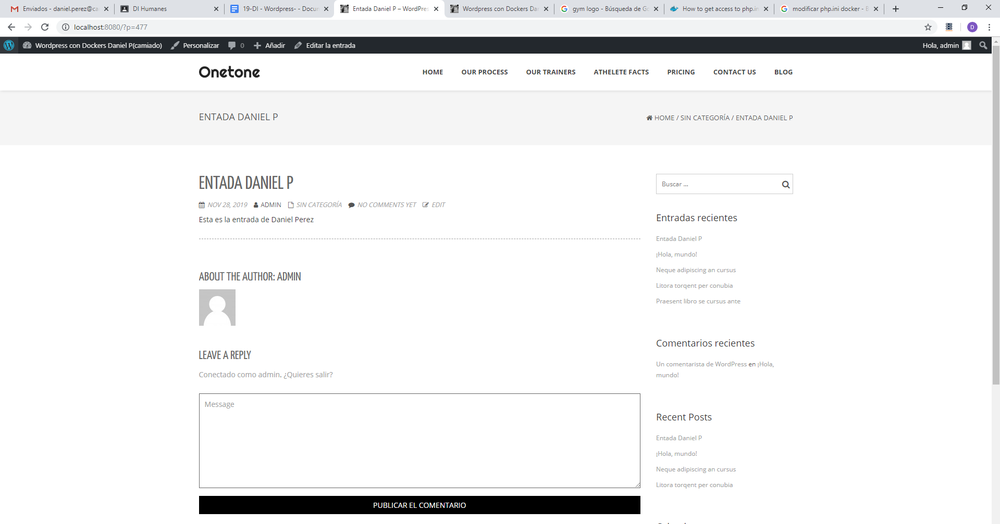 Enviados - daniel.perez@ca
DI Humanes
19-DI - Wordpress- - Docun
Entada Daniel P – WordPres
Wordpress con Dockers Da
gym logo - Búsqueda de Go
How to get access to php.in
modificar php.ini docker - B
localhost:8080/?p=477
D
Wordpress con Dockers Daniel P(camiado)
Personalizar
0
Añadir
Editar la entrada
Hola, admin
Onetone
HOME
OUR PROCESS
OUR TRAINERS
ATHELETE FACTS
PRICING
CONTACT US
BLOG
ENTADA DANIEL P
HOME / SIN CATEGORÍA / ENTADA DANIEL P
ENTADA DANIEL P
NOV 28, 2019 ADMIN SIN CATEGORÍA NO COMMENTS YET EDIT
Esta es la entrada de Daniel Perez
ABOUT THE AUTHOR: ADMIN
LEAVE A REPLY
Conectado como admin. ¿Quieres salir?
Message
PUBLICAR EL COMENTARIO
Buscar ...
Entradas recientes
Entada Daniel P
¡Hola, mundo!
Neque adipiscing an cursus
Litora torqent per conubia
Praesent libro se cursus ante
Comentarios recientes
Un comentarista de WordPress en ¡Hola,
mundo!
Recent Posts
Entada Daniel P
¡Hola, mundo!
Neque adipiscing an cursus
Litora torqent per conubia